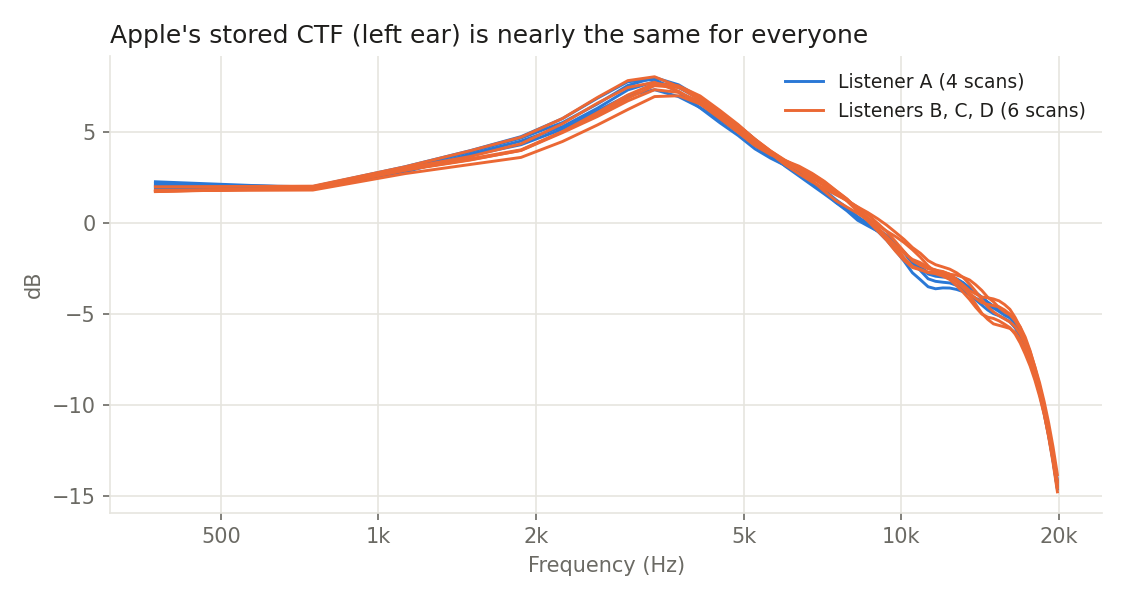 Apple's stored CTF (left ear) is nearly the same for everyone
Listener A (4 scans)
Listeners B, C, D (6 scans)
dB
5
0
−5
−10
−15
500
1k
2k
5k
10k
20k
Frequency (Hz)